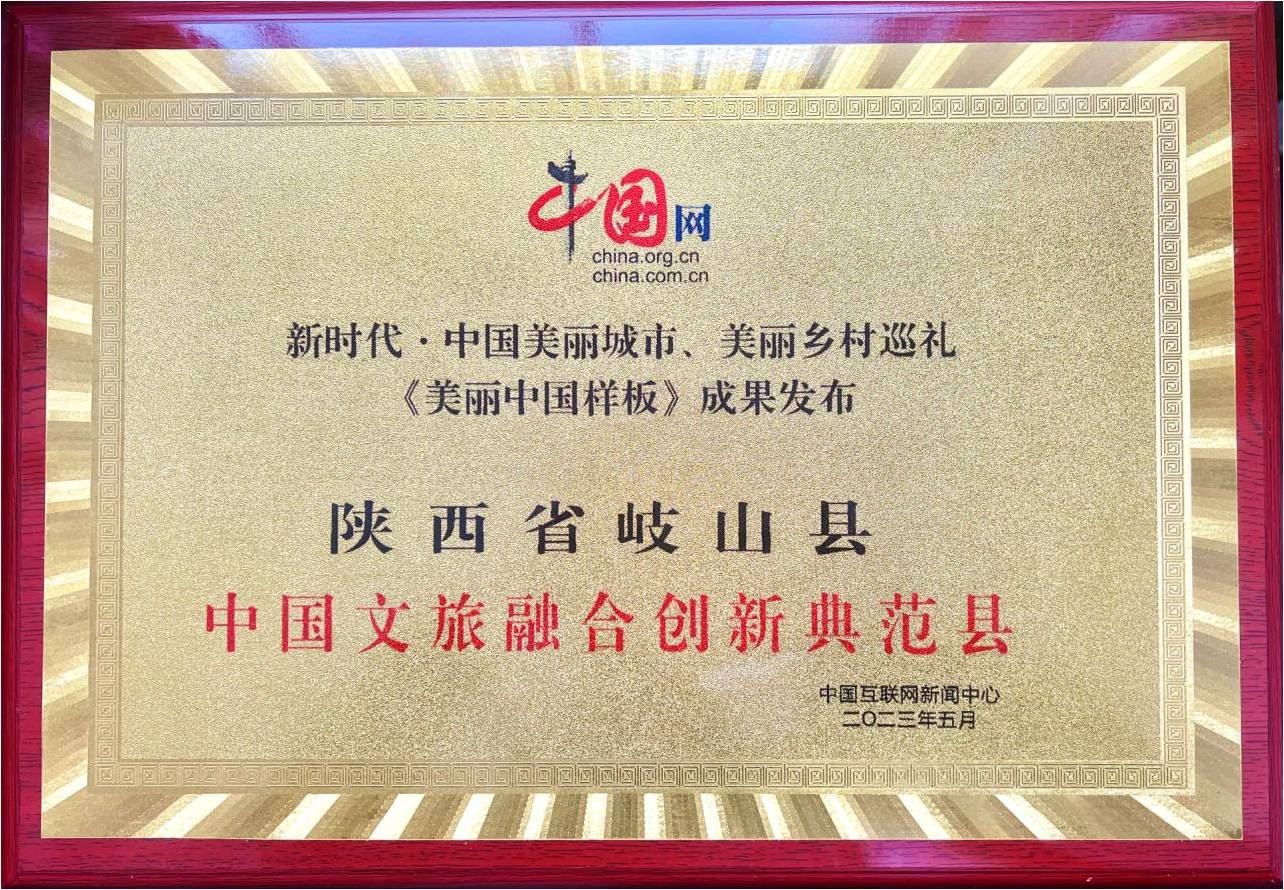 中国网
china.org.cn
china.com.cn
新时代·中国美丽城市、美丽乡村巡礼
《美丽中国样板》成果发布
陕西省岐山县
中国文旅融合创新典范县
中国互联网新闻中心
二〇二三年五月